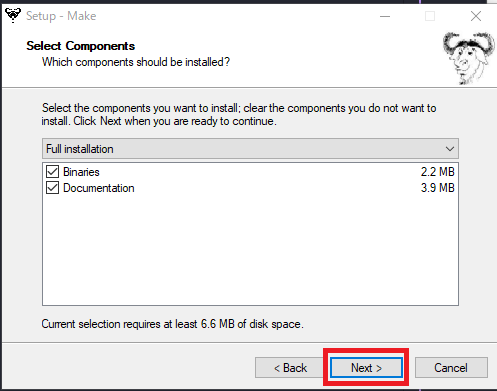 Setup - Make
Select Components
Which components should be installed?
Select the components you want to install; clear the components you do not want to
install. Click Next when you are ready to continue.
Full installation
Binaries 2.2 MB
Documentation 3.9 MB
Current selection requires at least 6.6 MB of disk space.
< Back Next > Cancel